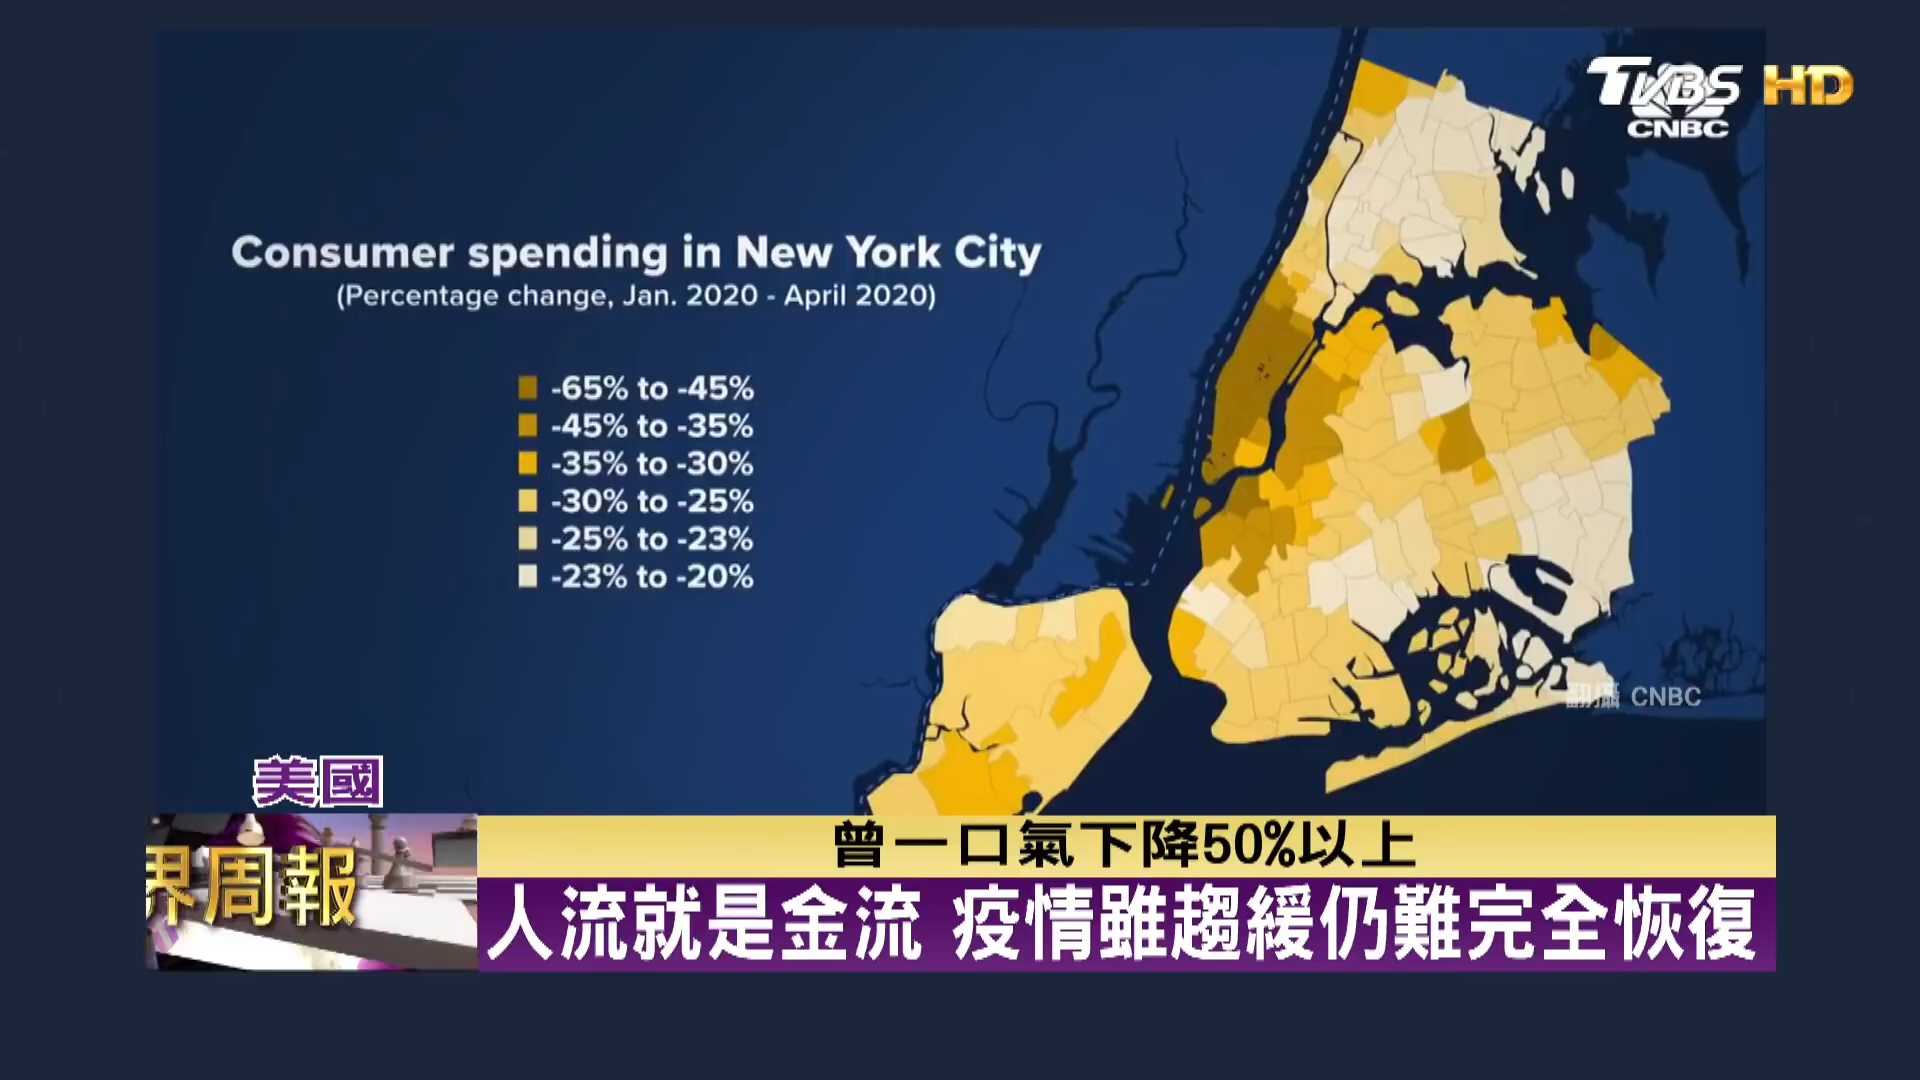 TVBS HD
CNBC
Consumer spending in New York City
(Percentage change, Jan. 2020 - April 2020)
-65% to -45%
-45% to -35%
-35% to -30%
-30% to -25%
-25% to -23%
-23% to -20%
翻攝 CNBC
美國
界周報
曾一口氣下降50%以上
人流就是金流 疫情雖趨緩仍難完全恢復